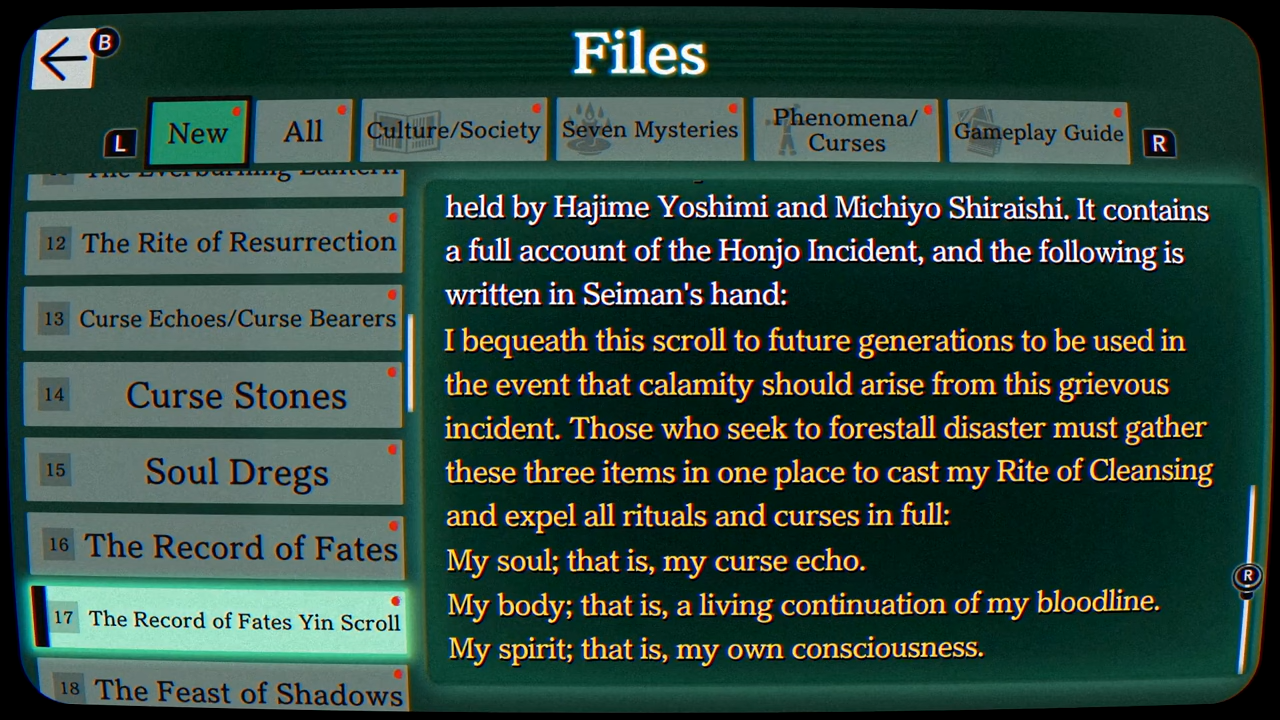 B
Files
L
New
All
Culture/Society
Seven Mysteries
Phenomena/
Curses
Gameplay Guide
R
The Everburning Lantern
12 The Rite of Resurrection
13 Curse Echoes/Curse Bearers
14 Curse Stones
15 Soul Dregs
16 The Record of Fates
17 The Record of Fates Yin Scroll
18 The Feast of Shadows
held by Hajime Yoshimi and Michiyo Shiraishi. It contains
a full account of the Honjo Incident, and the following is
written in Seiman's hand:
I bequeath this scroll to future generations to be used in
the event that calamity should arise from this grievous
incident. Those who seek to forestall disaster must gather
these three items in one place to cast my Rite of Cleansing
and expel all rituals and curses in full:
My soul; that is, my curse echo.
My body; that is, a living continuation of my bloodline.
My spirit; that is, my own consciousness.
R